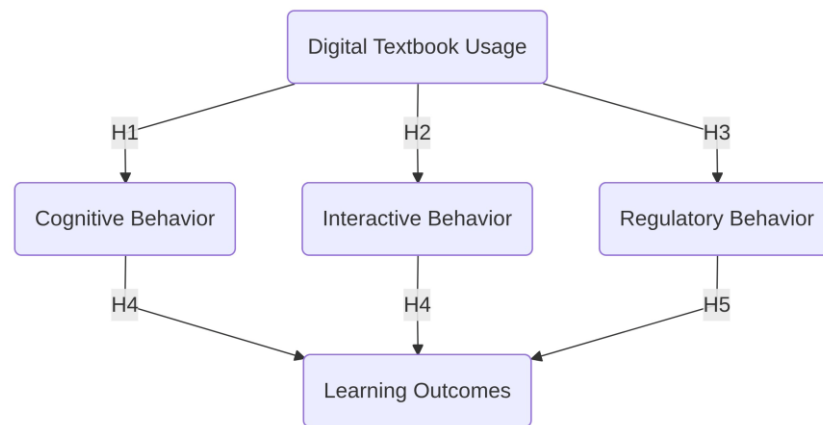 Digital Textbook Usage
H1
H2
H3
Cognitive Behavior
Interactive Behavior
Regulatory Behavior
H4
H4
H5
Learning Outcomes